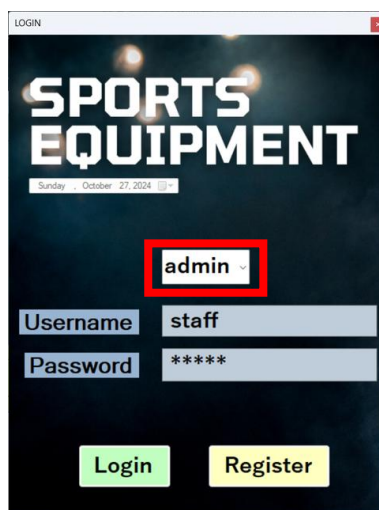 LOGIN
SPORTS
EQUIPMENT
Sunday , October 27, 2024
admin
Username staff
Password *****
Login Register